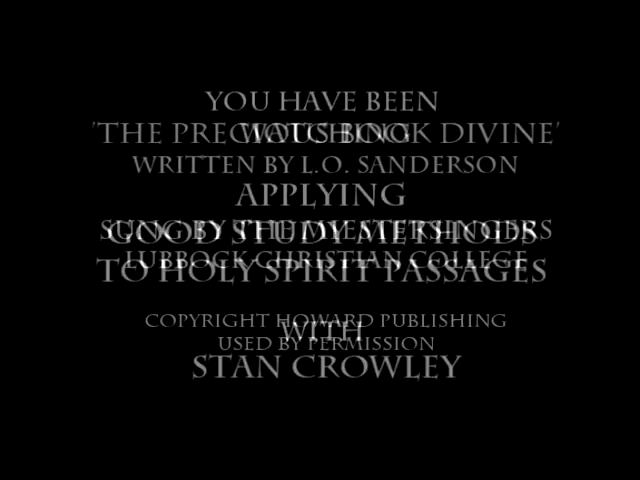 YOU HAVE BEEN
WATCHING
'THE PRECIOUS BOOK DIVINE'
WRITTEN BY L.O. SANDERSON
APPLYING
SUNG BY THE MEISTERSINGERS
GOOD STUDY METHODS
LUBBOCK CHRISTIAN COLLEGE
TO HOLY SPIRIT PASSAGES
COPYRIGHT HOWARD PUBLISHING
WITH
USED BY PERMISSION
STAN CROWLEY